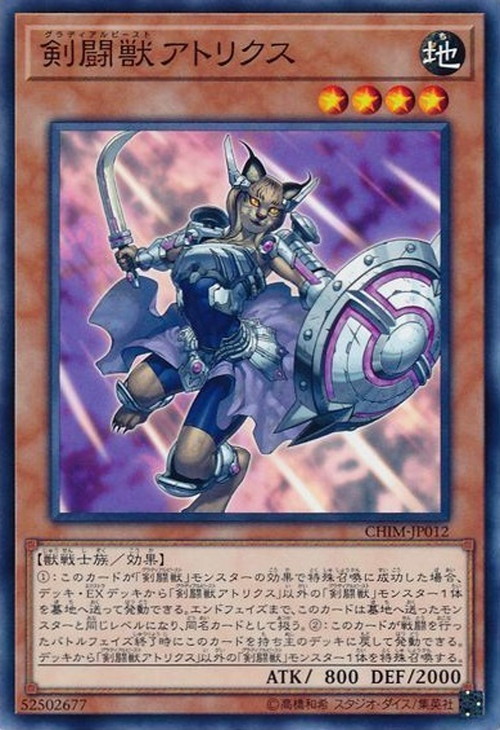 グラディアルビースト
剣闘獣アトリクス
地
CHIM-JP012
【獣戦士族／効果】
①：このカードが「剣闘獣」モンスターの効果で特殊召喚に成功した場合、
デッキ・EXデッキから「剣闘獣アトリクス」以外の「剣闘獣」モンスター1体
を墓地へ送って発動できる。エンドフェイズまで、このカードは墓地へ送ったモン
スターと同じレベルになり、同名カードとして扱う。②：このカードが戦闘を行っ
たバトルフェイズ終了時にこのカードを持ち主のデッキに戻して発動できる。
デッキから「剣闘獣アトリクス」以外の「剣闘獣」モンスター1体を特殊召喚する。
ATK/ 800 DEF/2000
52502677
©高橋和希 スタジオ・ダイス/集英社